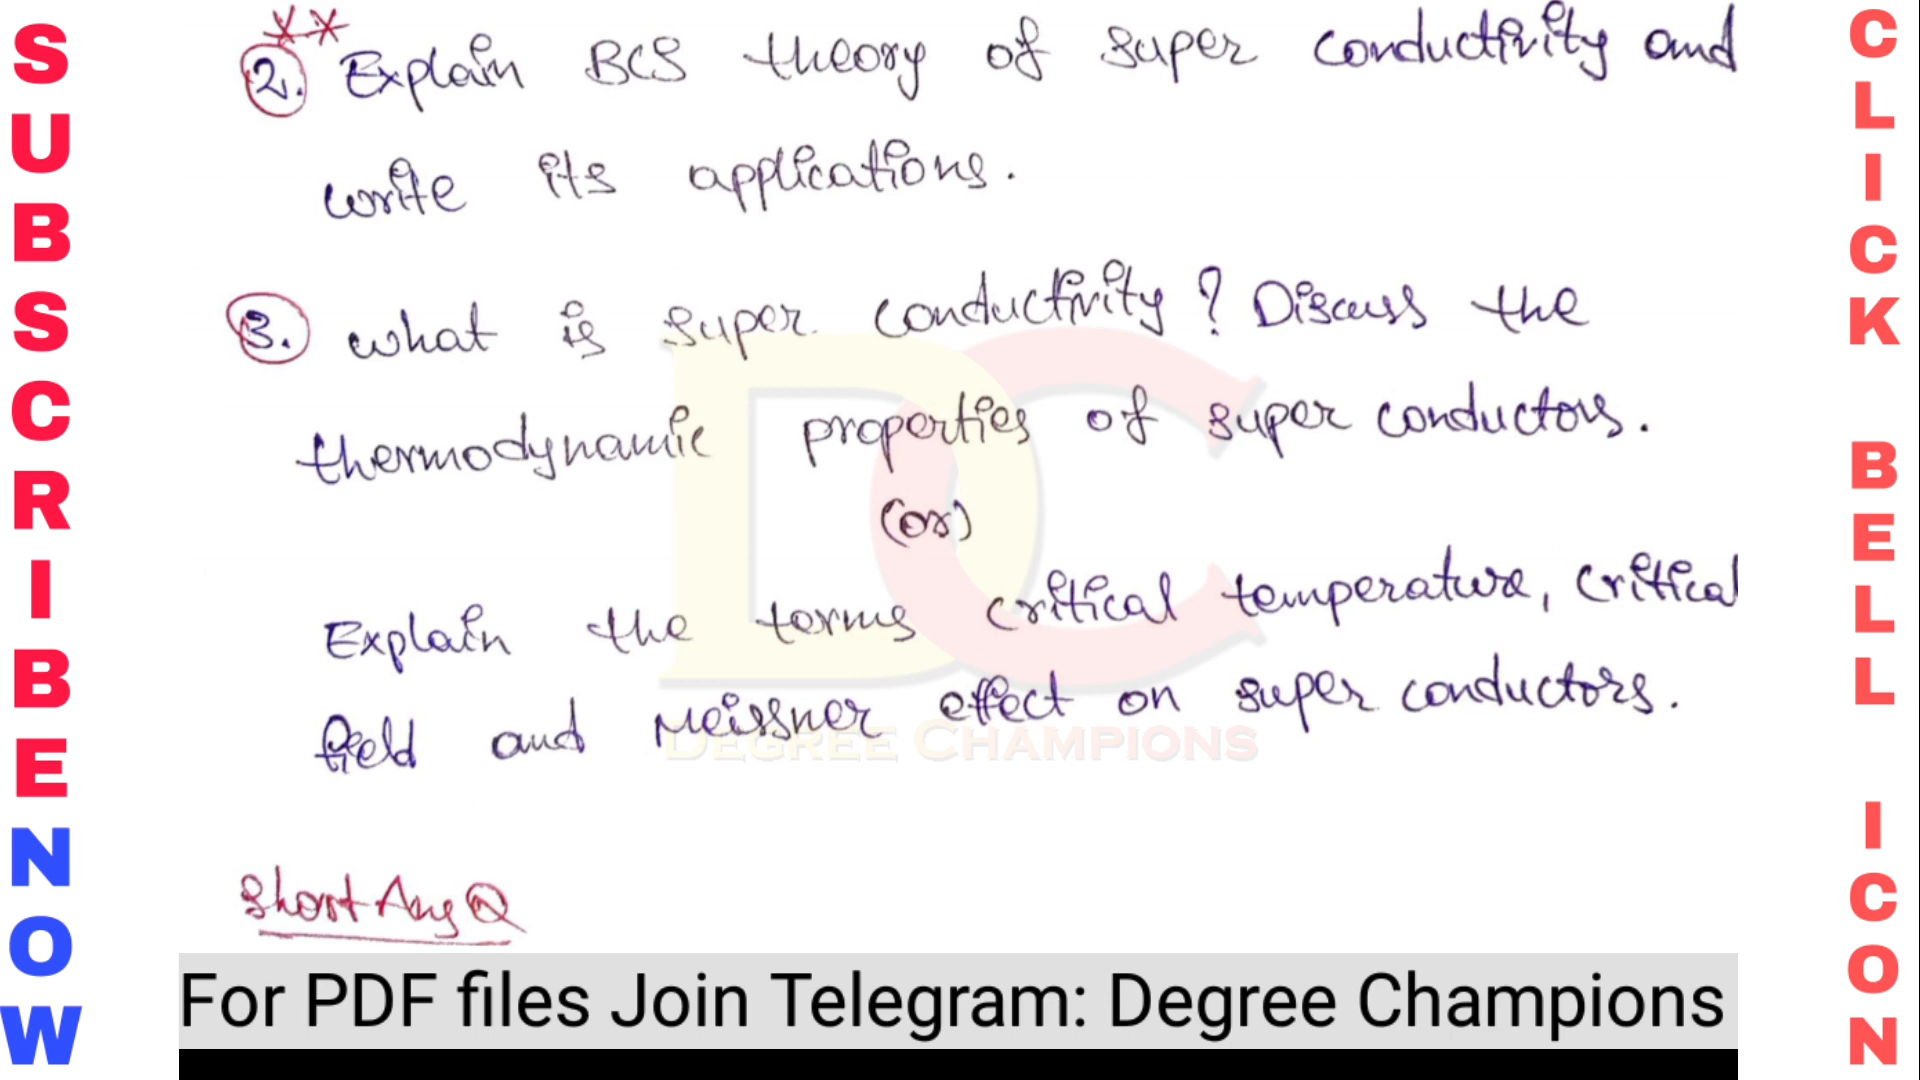 SUBSCRIBE NOW
2. Explain BCS theory of super conductivity and
write its applications.
3. what is super conductivity? Discuss the
thermodynamic properties of super conductors.
(or)
Explain the terms critical temperature, critical
field and Meissner effect on super conductors.
DEGREE CHAMPIONS
Short Ans Q
For PDF files Join Telegram: Degree Champions
CLICK BELL ICON